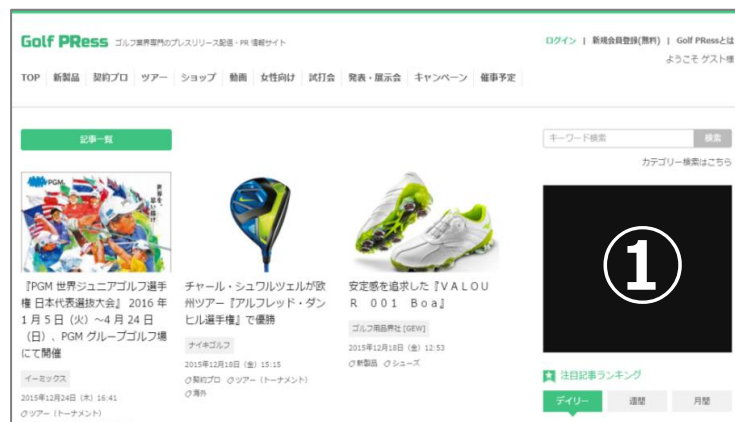 Golf PRess ゴルフ業界専門のプレスリリース配信・PR 情報サイト
ログイン | 新規会員登録(無料) | Golf PRessとは
ようこそ ゲスト様
TOP 新製品 契約プロ ツアー ショップ 動画 女性向け 試打会 発表・展示会 キャンペーン 催事予定
記事一覧
キーワード検索 検索
カテゴリー検索はこちら
PGM
世界を、思い描け
『PGM 世界ジュニアゴルフ選手
権 日本代表選抜大会』 2016 年
1 月 5 日（火）～4 月 24 日
（日）、PGM グループゴルフ場
にて開催
イーミックス
2015年12月24日（木）16:41
ツアー（トーナメント）
チャール・シュワルツェルが欧
州ツアー『アルフレッド・ダン
ヒル選手権』で優勝
ナイキゴルフ
2015年12月18日（金）15:15
契約プロ ツアー（トーナメント）
海外
安定感を追求した『ＶＡＬＯＵ
Ｒ　００１　Ｂｏａ』
ゴルフ用品界社 [GEW]
2015年12月18日（金）12:53
新製品 シューズ
①
注目記事ランキング
デイリー 週間 月間